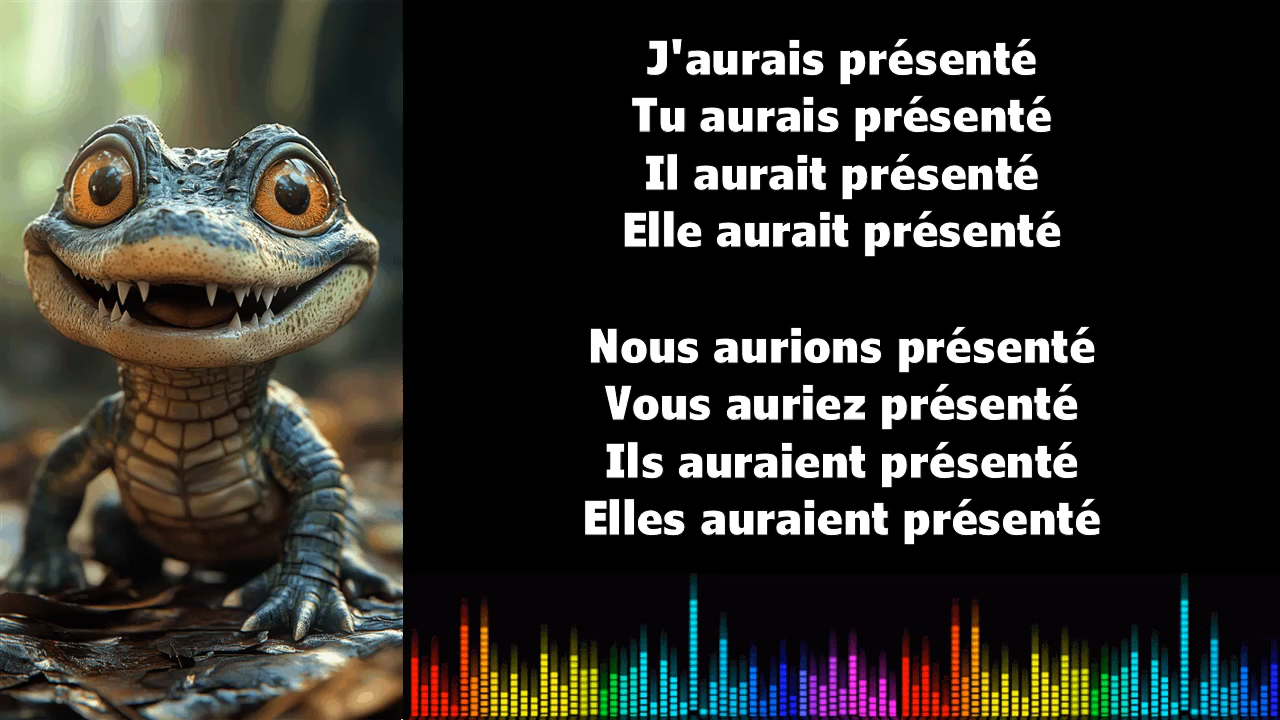 J'aurais présenté
Tu aurais présenté
Il aurait présenté
Elle aurait présenté
Nous aurions présenté
Vous auriez présenté
Ils auraient présenté
Elles auraient présenté